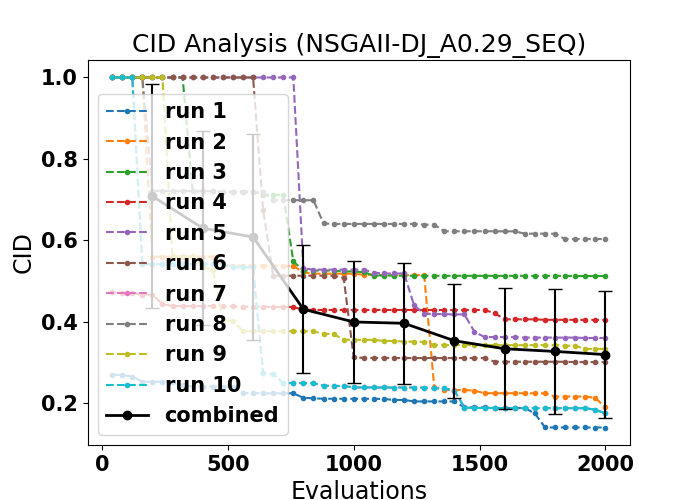 CID Analysis (NSGAII-DJ_A0.29_SEQ)
1.0
0.8
0.6
0.4
0.2
CID
run 1
run 2
run 3
run 4
run 5
run 6
run 7
run 8
run 9
run 10
combined
0
500
1000
1500
2000
Evaluations